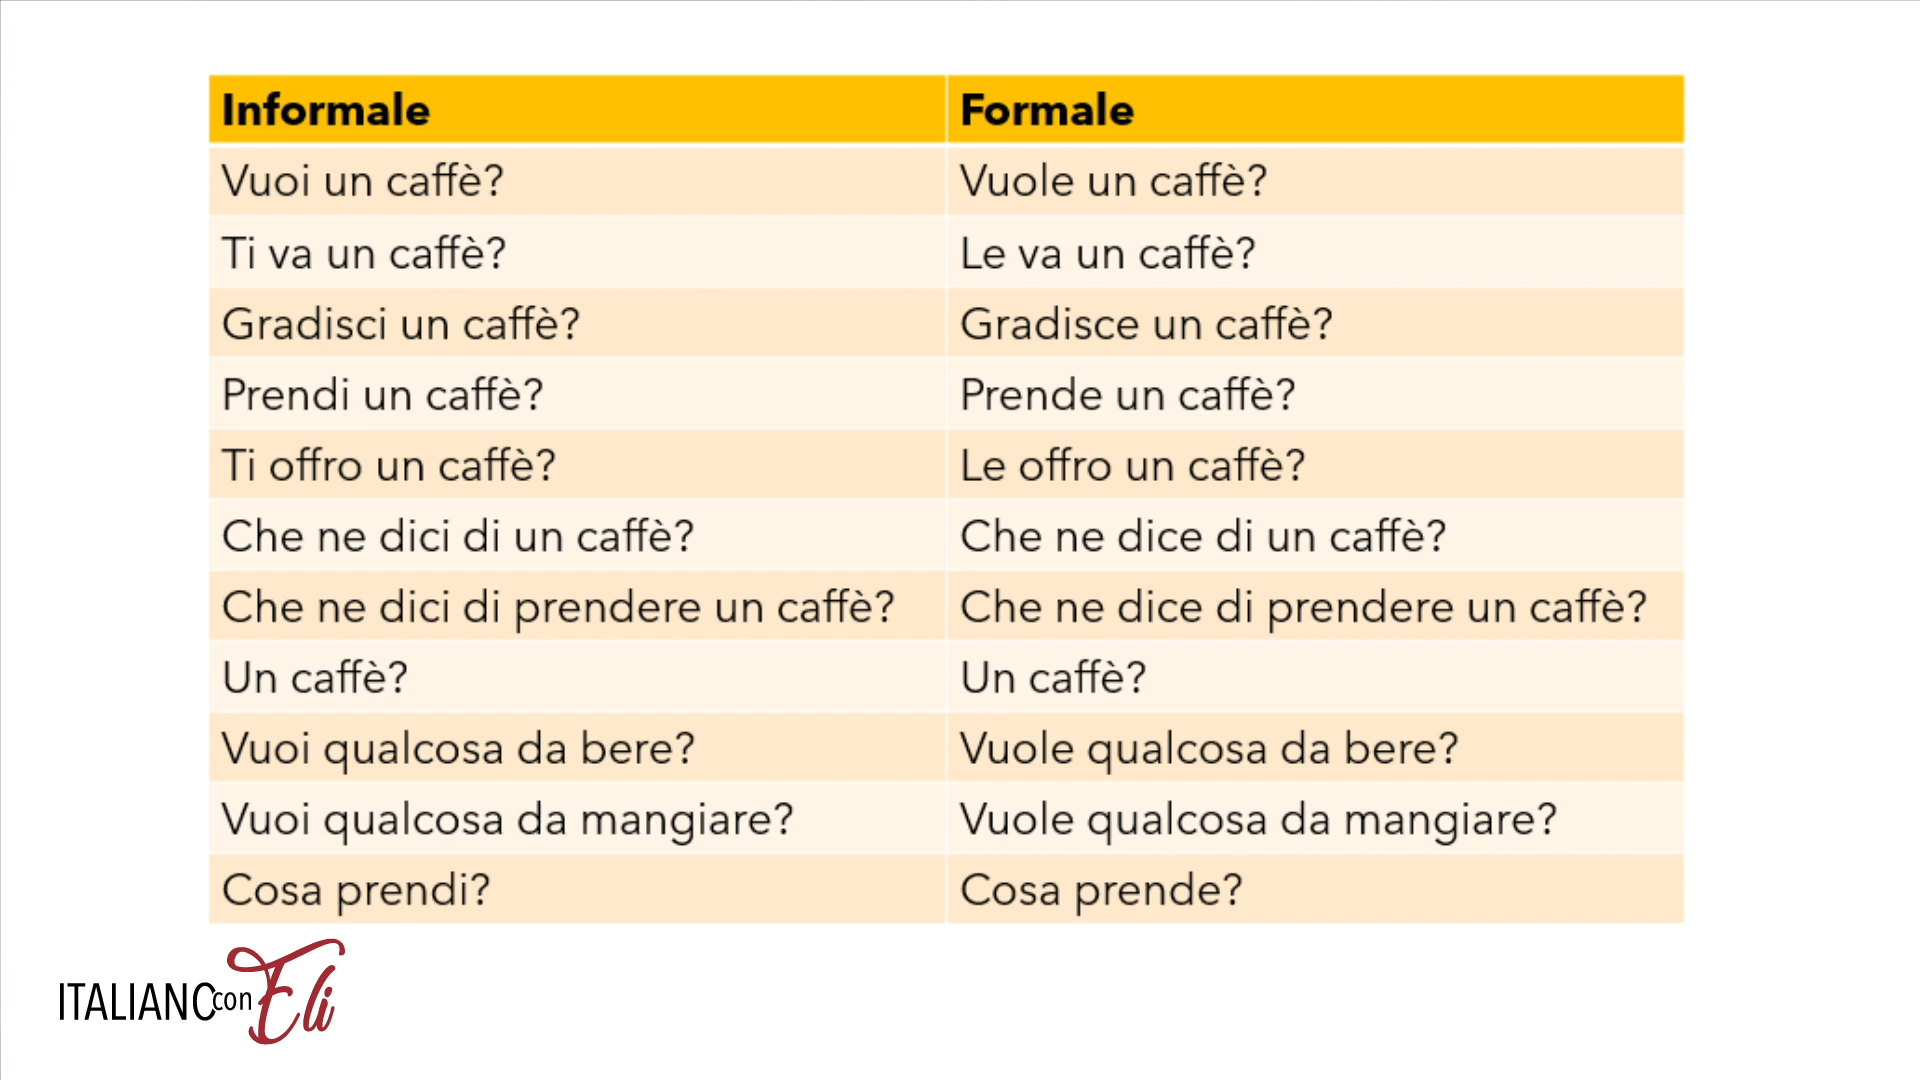 Informale Formale
Vuoi un caffè? Vuole un caffè?
Ti va un caffè? Le va un caffè?
Gradisci un caffè? Gradisce un caffè?
Prendi un caffè? Prende un caffè?
Ti offro un caffè? Le offro un caffè?
Che ne dici di un caffè? Che ne dice di un caffè?
Che ne dici di prendere un caffè? Che ne dice di prendere un caffè?
Un caffè? Un caffè?
Vuoi qualcosa da bere? Vuole qualcosa da bere?
Vuoi qualcosa da mangiare? Vuole qualcosa da mangiare?
Cosa prendi? Cosa prende?
ITALIANO con Eli